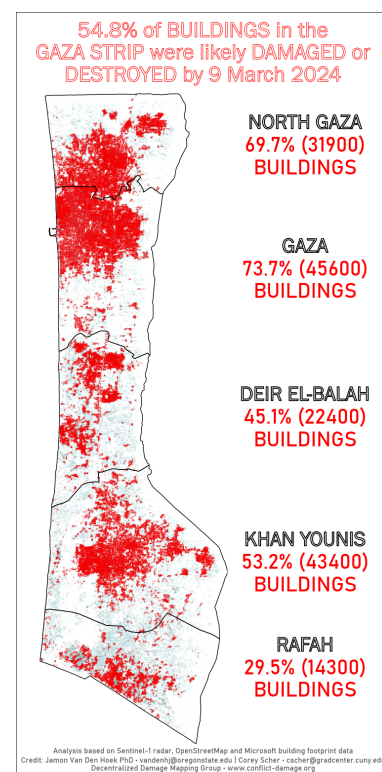 54.8% of BUILDINGS in the
GAZA STRIP were likely DAMAGED or
DESTROYED by 9 March 2024
NORTH GAZA
69.7% (31900)
BUILDINGS
GAZA
73.7% (45600)
BUILDINGS
DEIR EL-BALAH
45.1% (22400)
BUILDINGS
KHAN YOUNIS
53.2% (43400)
BUILDINGS
RAFAH
29.5% (14300)
BUILDINGS
Analysis based on Sentinel-1 radar, OpenStreetMap and Microsoft building footprint data
Credit: Jamon Van Den Hoek PhD • vandenhj@oregonstate.edu | Corey Scher • cscher@gradcenter.cuny.edu
Decentralized Damage Mapping Group • www.conflict-damage.org